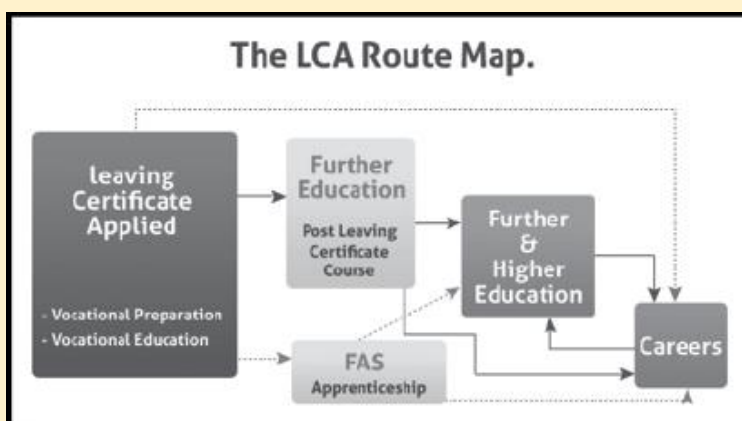 The LCA Route Map.
leaving
Certificate
Applied
- Vocational Preparation
- Vocational Education
Further
Education
Post Leaving
Certificate
Course
FAS
Apprenticeship
Further
&
Higher
Education
Careers